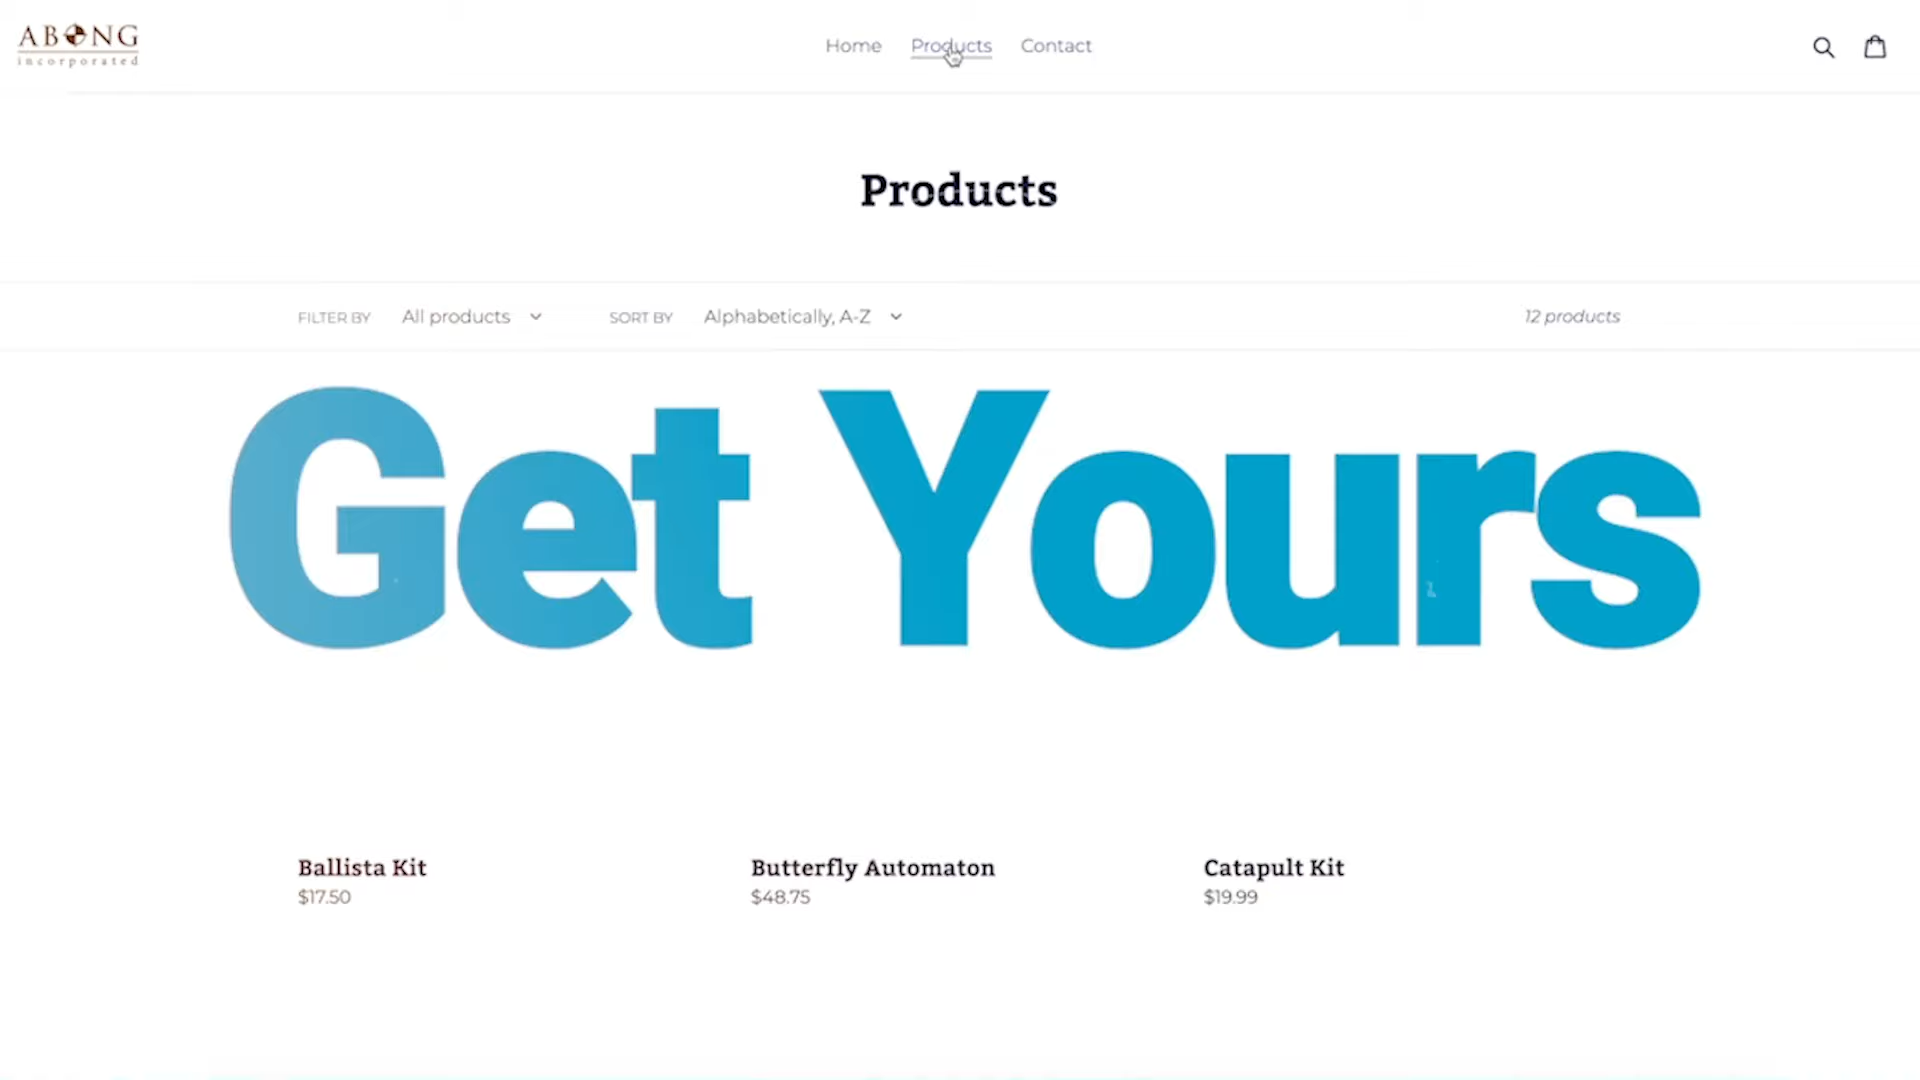 ABONG
incorporated
Home Products Contact
Products
FILTER BY All products SORT BY Alphabetically, A-Z 12 products
Get Yours
Ballista Kit Butterfly Automaton Catapult Kit
$17.50 $48.75 $19.99